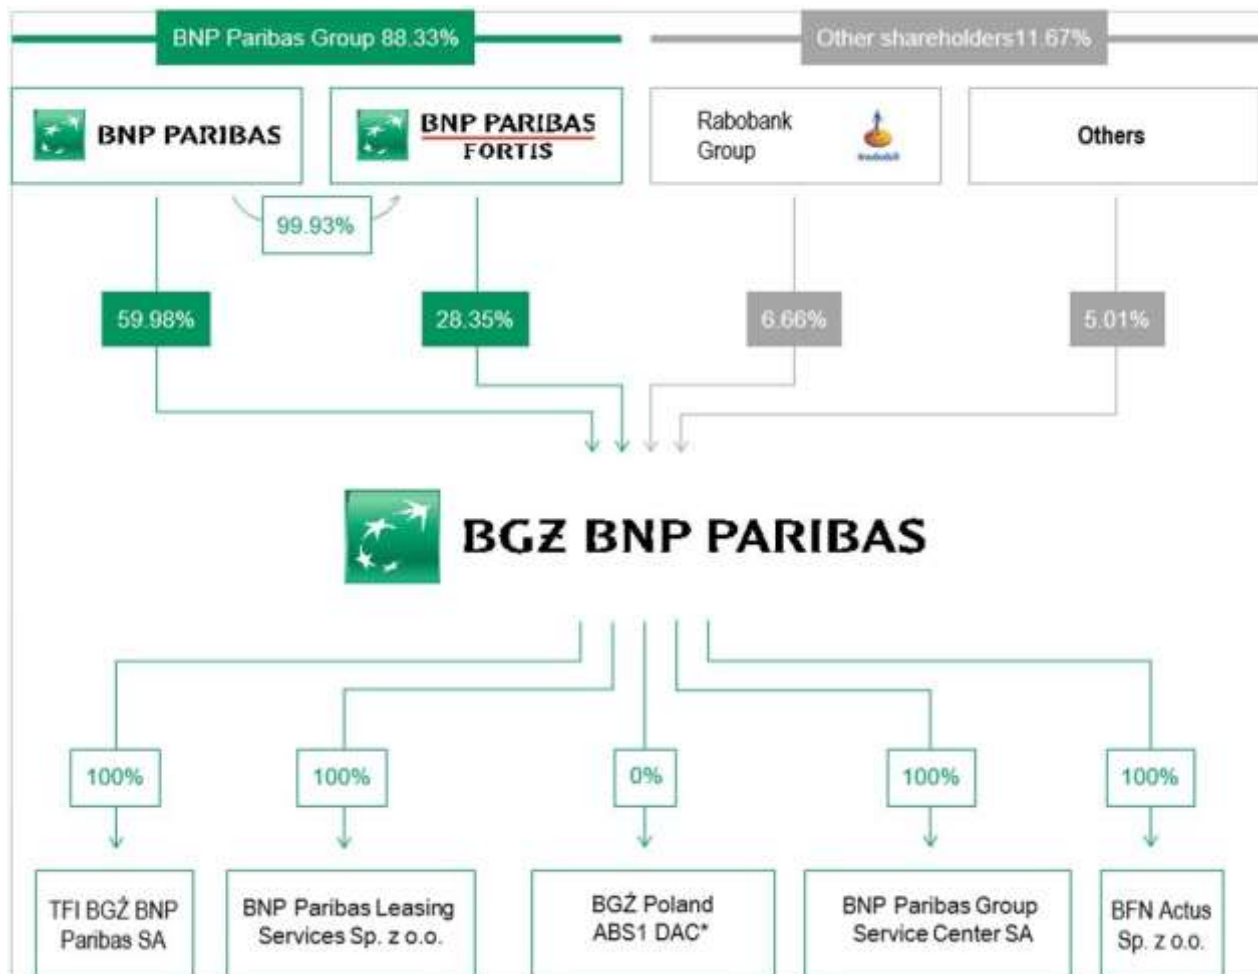 BNP Paribas Group 88.33%
Other shareholders11.67%
BNP PARIBAS
BNP PARIBAS
FORTIS
Rabobank
Group
Others
99.93%
59.98%
28.35%
6.66%
5.01%
BGŻ BNP PARIBAS
100%
100%
0%
100%
100%
TFI BGŻ BNP
Paribas SA
BNP Paribas Leasing
Services Sp. z o.o.
BGŻ Poland
ABS1 DAC*
BNP Paribas Group
Service Center SA
BFN Actus
Sp. z o.o.